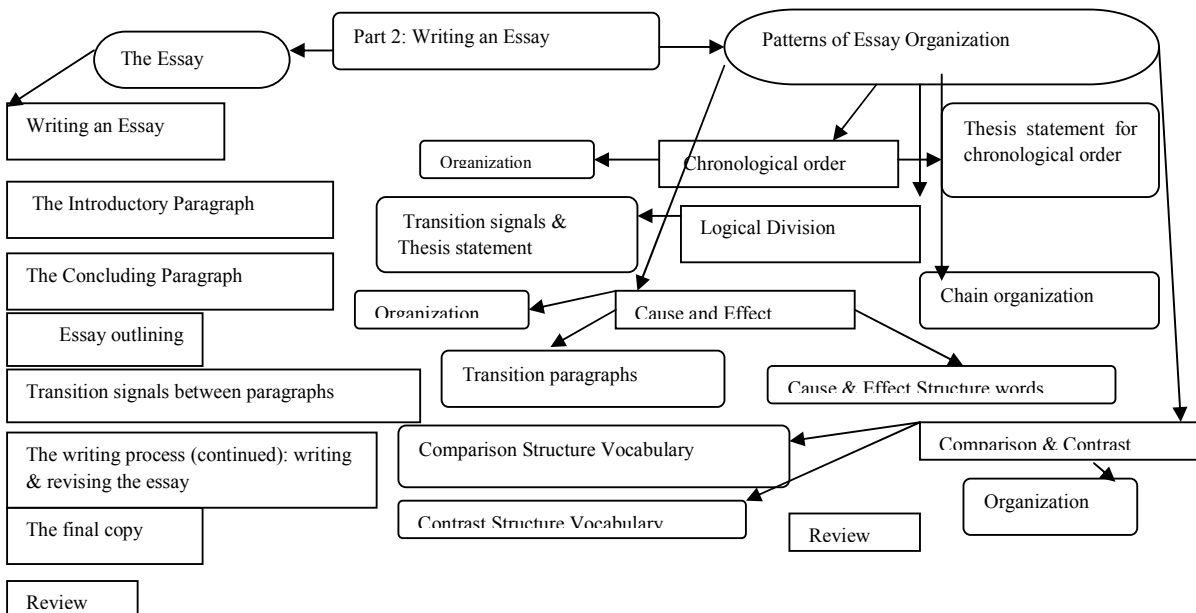 Part 2: Writing an Essay
The Essay
Patterns of Essay Organization
Writing an Essay
The Introductory Paragraph
The Concluding Paragraph
Essay outlining
Transition signals between paragraphs
The writing process (continued): writing
& revising the essay
The final copy
Review
Organization
Chronological order
Thesis statement for
chronological order
Transition signals &
Thesis statement
Logical Division
Chain organization
Organization
Cause and Effect
Transition paragraphs
Cause & Effect Structure words
Comparison Structure Vocabulary
Comparison & Contrast
Contrast Structure Vocabulary
Organization
Review